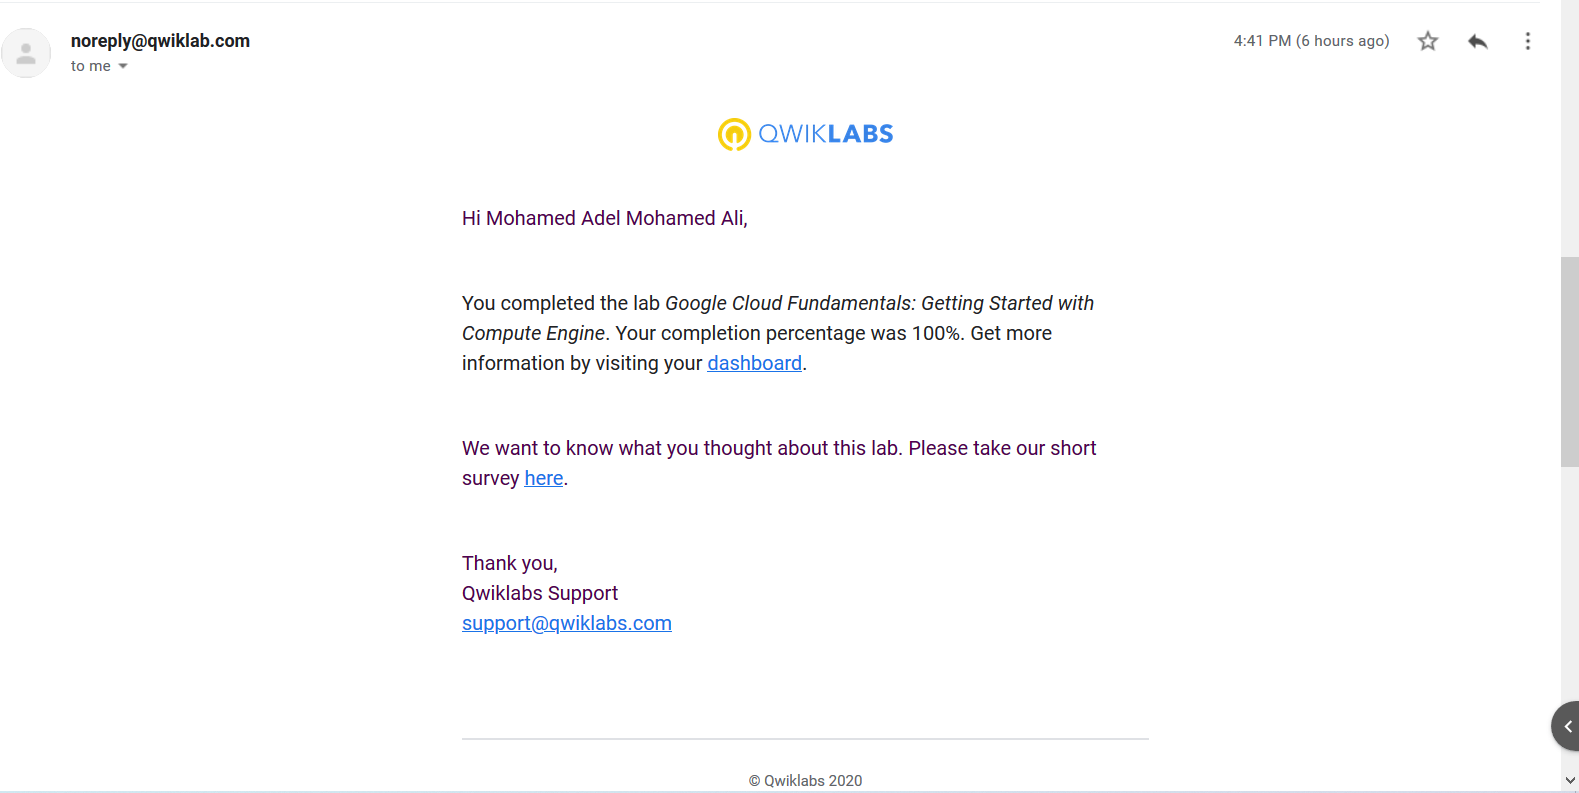 noreply@qwiklab.com
4:41 PM (6 hours ago)
to me
QWIKLABS
Hi Mohamed Adel Mohamed Ali,
You completed the lab Google Cloud Fundamentals: Getting Started with
Compute Engine. Your completion percentage was 100%. Get more
information by visiting your dashboard.
We want to know what you thought about this lab. Please take our short
survey here.
Thank you,
Qwiklabs Support
support@qwiklabs.com
© Qwiklabs 2020